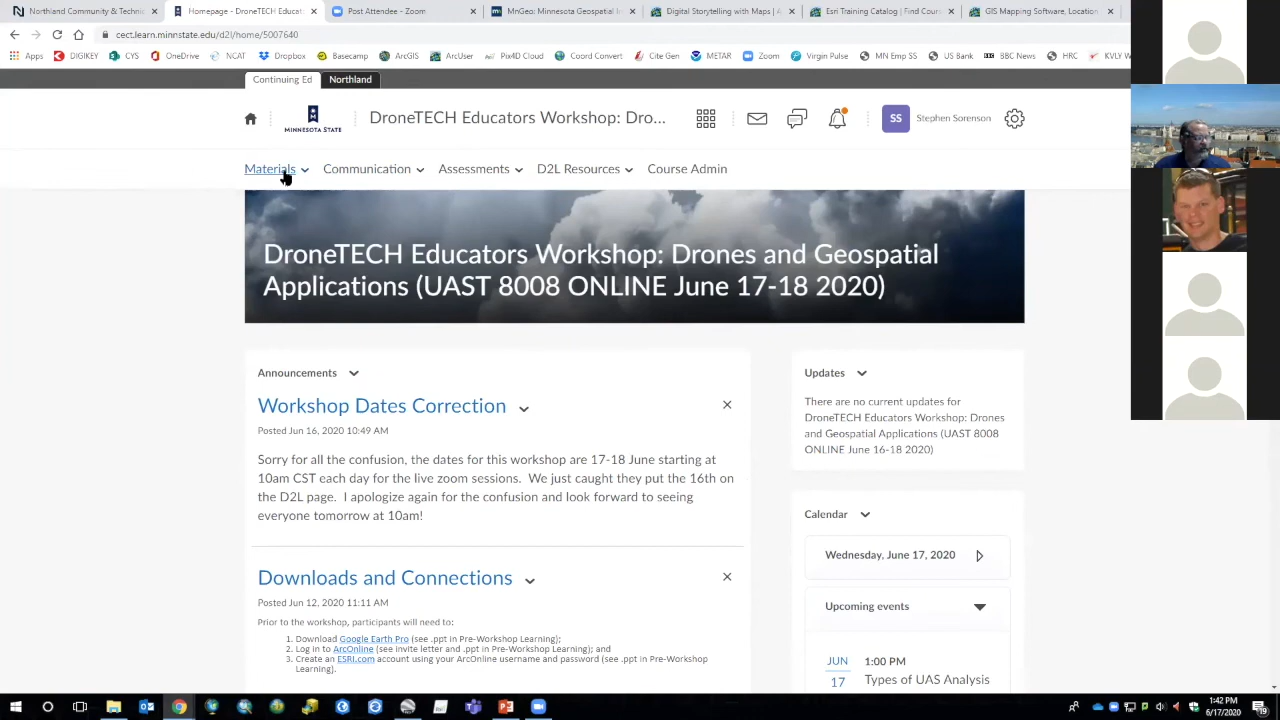 Northland Community & Technic
Homepage - DroneTECH Educato
Post Attendee - Zoom
MnGeo: Minnesota Geospatial In
Digital Storytelling with Maps | A
Esri Training Catalog | Find Cours
GIS Mapping Software, Location
cect.learn.minnstate.edu/d2l/home/5007640
Apps
DIGIKEY
CYS
OneDrive
NCAT
Dropbox
Basecamp
ArcGIS
ArcUser
Pix4D Cloud
Coord Convert
Cite Gen
METAR
Zoom
Virgin Pulse
MN Emp SS
US Bank
BBC News
HRC
KVLY W
Continuing Ed
Northland
MINNESOTA STATE
DroneTECH Educators Workshop: Dro...
SS
Stephen Sorenson
Materials
Communication
Assessments
D2L Resources
Course Admin
DroneTECH Educators Workshop: Drones and Geospatial
Applications (UAST 8008 ONLINE June 17-18 2020)
Announcements
Workshop Dates Correction
Posted Jun 16, 2020 10:49 AM
Sorry for all the confusion, the dates for this workshop are 17-18 June starting at
10am CST each day for the live zoom sessions. We just caught they put the 16th on
the D2L page. I apologize again for the confusion and look forward to seeing
everyone tomorrow at 10am!
Downloads and Connections
Posted Jun 12, 2020 11:11 AM
Prior to the workshop, participants will need to:
1. Download Google Earth Pro (see .ppt in Pre-Workshop Learning);
2. Log in to ArcOnline (see invite letter and .ppt in Pre-Workshop Learning); and
3. Create an ESRI.com account using your ArcOnline username and password (see .ppt in Pre-Workshop
Learning).
Updates
There are no current updates for
DroneTECH Educators Workshop: Drones
and Geospatial Applications (UAST 8008
ONLINE June 16-18 2020)
Calendar
Wednesday, June 17, 2020
Upcoming events
JUN
17
1:00 PM
Types of UAS Analysis
1:42 PM
6/17/2020